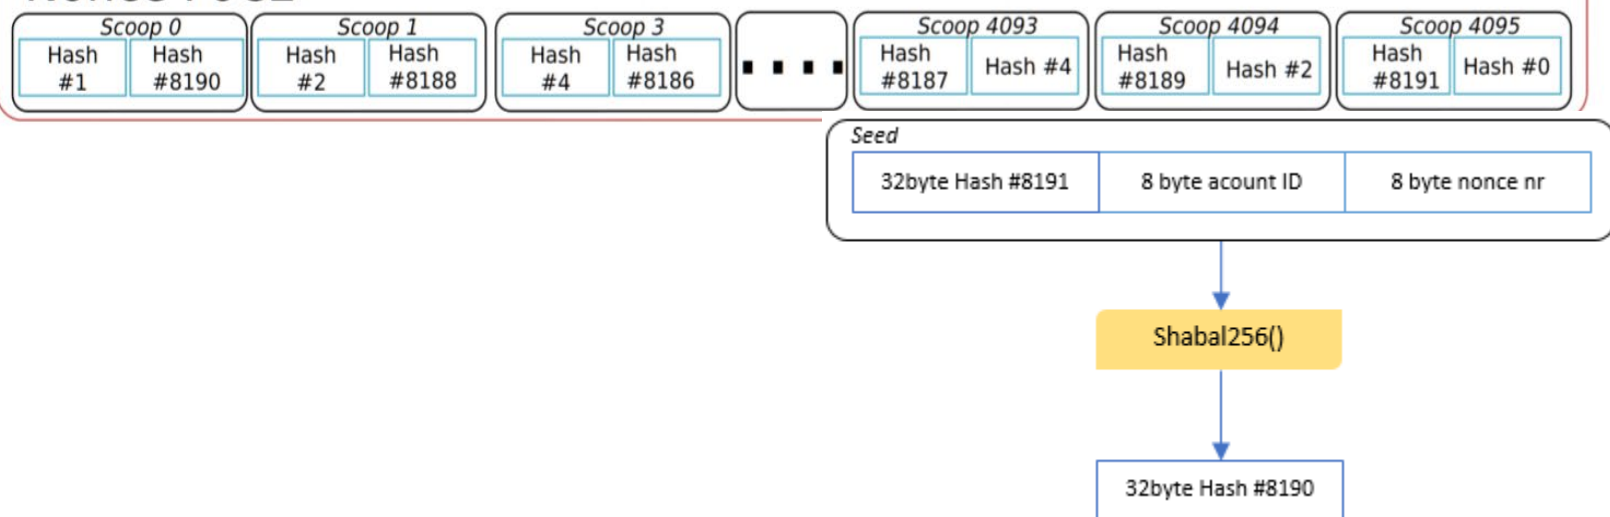 Scoop 0
Hash #1
Hash #8190
Scoop 1
Hash #2
Hash #8188
Scoop 3
Hash #4
Hash #8186
Scoop 4093
Hash #8187
Hash #4
Scoop 4094
Hash #8189
Hash #2
Scoop 4095
Hash #8191
Hash #0
Seed
32byte Hash #8191
8 byte acount ID
8 byte nonce nr
Shabal256()
32byte Hash #8190